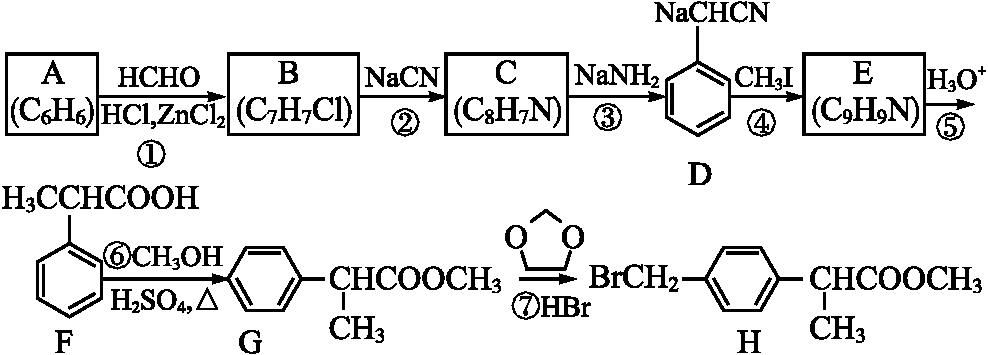 NaCHCN
A HCHO B NaCN C NaNH₂ CH₃I E H₃O⁺
(C₆H₆) HCl,ZnCl₂ (C₇H₇Cl) ② (C₈H₇N) ③ ④ (C₉H₉N) ⑤
① D
H₃CCHCOOH
⑥CH₃OH O O
H₂SO₄,△ CHCOOCH₃ ⑦HBr BrCH₂ CHCOOCH₃
F G CH₃ H CH₃